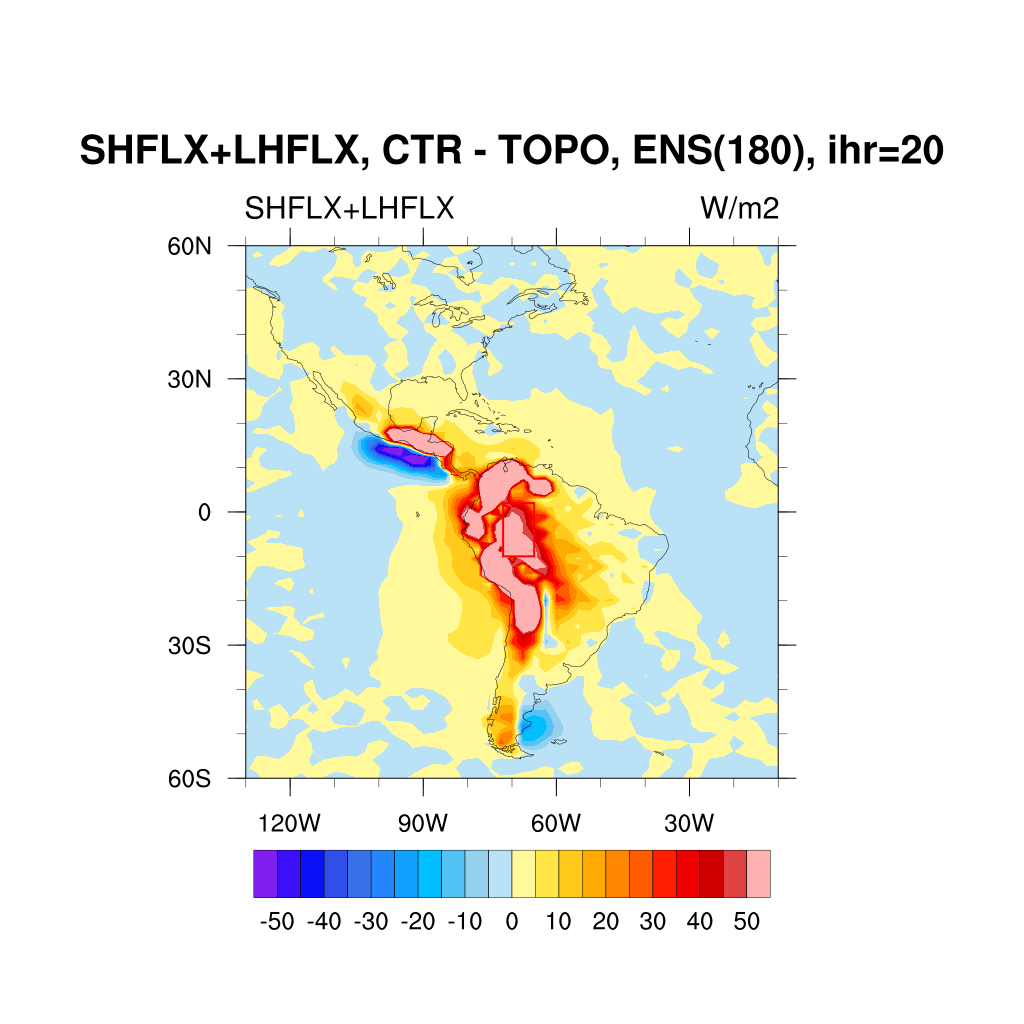 SHFLX+LHFLX, CTR - TOPO, ENS(180), ihr=20
SHFLX+LHFLX W/m2
60N
30N
0
30S
60S
120W 90W 60W 30W
-50 -40 -30 -20 -10 0 10 20 30 40 50